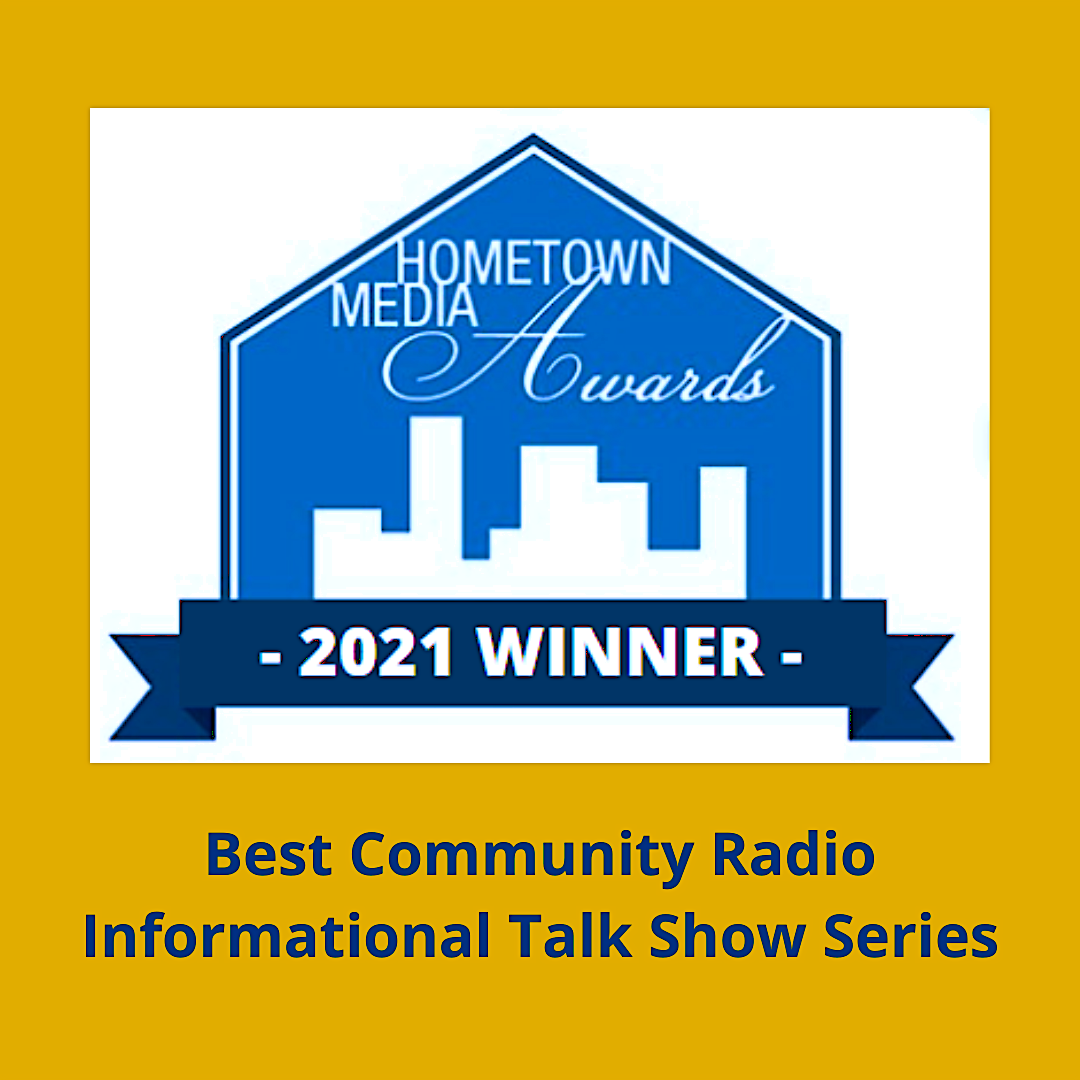 HOMETOWN
MEDIA
Awards
- 2021 WINNER -
Best Community Radio
Informational Talk Show Series